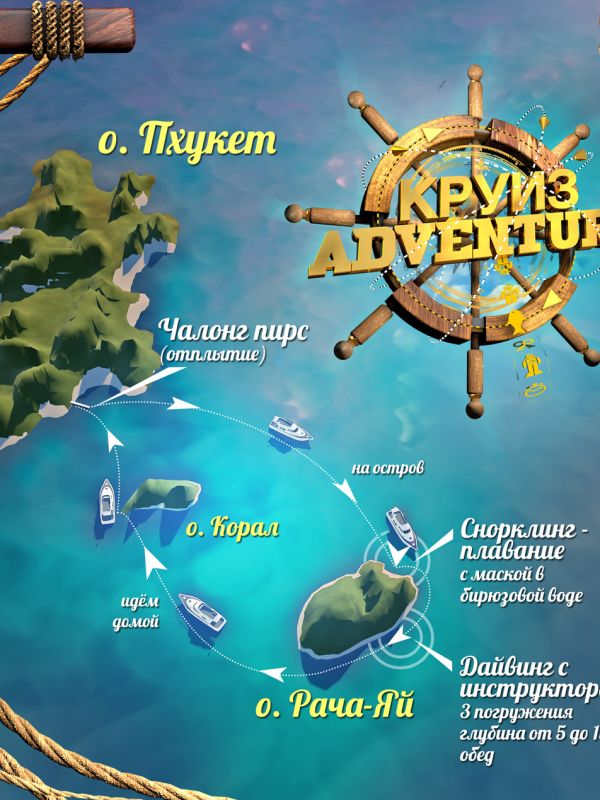 о. Пхукет
КРУИЗ
ADVENTUR
Чалонг пирс
(отплытие)
на остров
о. Корал
Снорклинг -
плавание
с маской в
бирюзовой воде
идём
домой
Дайвинг с
инструктор
3 погружения
глубина от 5 до 1
обед
о. Рача-Яй